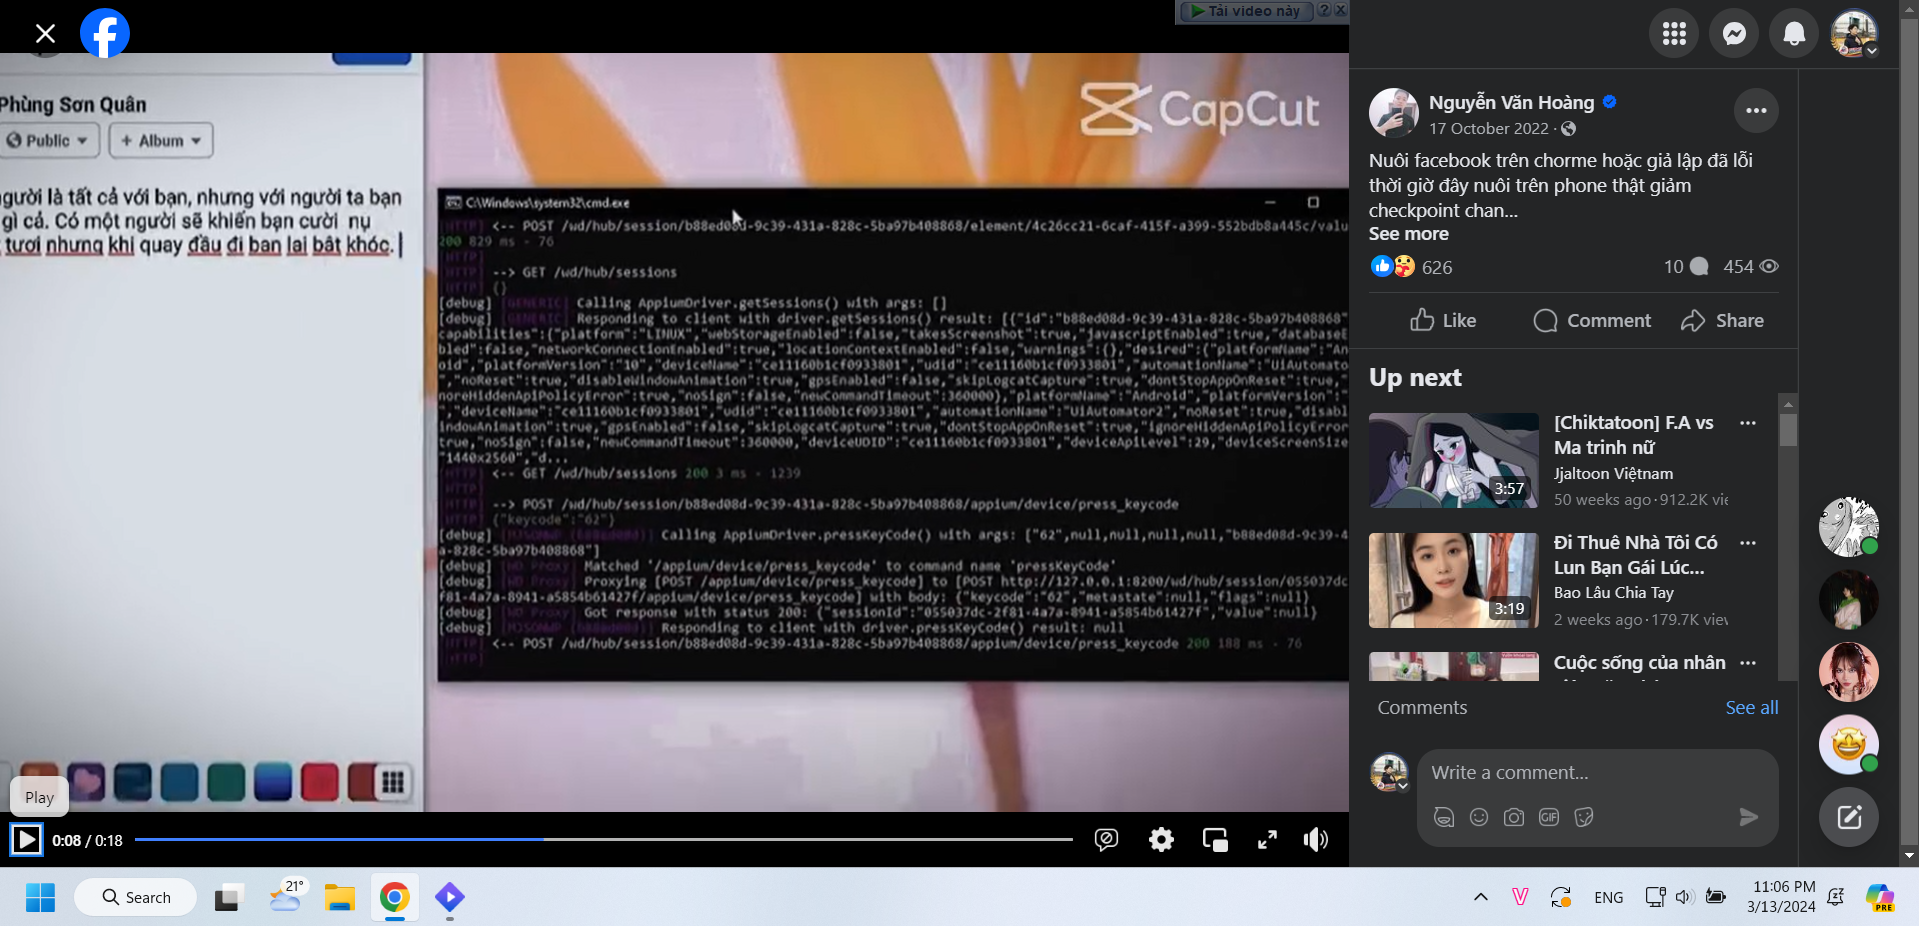 Tải video này ? x
Phùng Sơn Quân
Public
+ Album
người là tất cả với bạn, nhưng với người ta bạn
gì cả. Có một người sẽ khiến bạn cười nụ
tươi nhưng khi quay đầu đi bạn lại bật khóc.
CapCut
C:\Windows\system32\cmd.exe
[HTTP] <-- POST /wd/hub/session/b88ed08d-9c39-431a-828c-5ba97b408868/element/4c26cc21-6caf-415f-a399-552bdb8a445c/valu
200 829 ms - 76
[HTTP]
[HTTP] --> GET /wd/hub/sessions
[HTTP] {}
[debug] [GENERIC] Calling AppiumDriver.getSessions() with args: []
[debug] [GENERIC] Responding to client with driver.getSessions() result: [{"id":"b88ed08d-9c39-431a-828c-5ba97b408868"
capabilities":{"platform":"LINUX","webStorageEnabled":false,"takesScreenshot":true,"javascriptEnabled":true,"databaseE
bled":false,"networkConnectionEnabled":true,"locationContextEnabled":false,"warnings":{},"desired":{"platformName":"An
oid","platformVersion":"10","deviceName":"ce11160b1cf0933801","udid":"ce11160b1cf0933801","automationName":"UiAutomato
","noReset":true,"disableWindowAnimation":true,"gpsEnabled":false,"skipLogcatCapture":true,"dontStopAppOnReset":true,"
noreHiddenApiPolicyError":true,"noSign":false,"newCommandTimeout":360000},"platformName":"Android","platformVersion":"
","deviceName":"ce11160b1cf0933801","udid":"ce11160b1cf0933801","automationName":"UiAutomator2","noReset":true,"disabl
indowAnimation":true,"gpsEnabled":false,"skipLogcatCapture":true,"dontStopAppOnReset":true,"ignoreHiddenApiPolicyError
true,"noSign":false,"newCommandTimeout":360000,"deviceUDID":"ce11160b1cf0933801","deviceApiLevel":29,"deviceScreenSize
"1440x2560","d...
[HTTP] <-- GET /wd/hub/sessions 200 3 ms - 1239
[HTTP]
[HTTP] --> POST /wd/hub/session/b88ed08d-9c39-431a-828c-5ba97b408868/appium/device/press_keycode
[HTTP] {"keycode":"62"}
[debug] [MJSONWP (b88ed08d)] Calling AppiumDriver.pressKeyCode() with args: ["62",null,null,null,null,"b88ed08d-9c39-4
a-828c-5ba97b408868"]
[debug] [WD Proxy] Matched '/appium/device/press_keycode' to command name 'pressKeyCode'
[debug] [WD Proxy] Proxying [POST /appium/device/press_keycode] to [POST http://127.0.0.1:8200/wd/hub/session/055037dc
f81-4a7a-8941-a5854b61427f/appium/device/press_keycode] with body: {"keycode":"62","metastate":null,"flags":null}
[debug] [WD Proxy] Got response with status 200: {"sessionId":"055037dc-2f81-4a7a-8941-a5854b61427f","value":null}
[debug] [MJSONWP (b88ed08d)] Responding to client with driver.pressKeyCode() result: null
[HTTP] <-- POST /wd/hub/session/b88ed08d-9c39-431a-828c-5ba97b408868/appium/device/press_keycode 200 188 ms - 76
[HTTP]
Play
0:08 / 0:18
Nguyễn Văn Hoàng
17 October 2022 ·
Nuôi facebook trên chorme hoặc giả lập đã lỗi
thời giờ đây nuôi trên phone thật giảm
checkpoint chan...
See more
626
10
454
Like
Comment
Share
Up next
[Chiktatoon] F.A vs
Ma trinh nữ
Jjaltoon Việtnam
50 weeks ago · 912.2K vie
3:57
Đi Thuê Nhà Tôi Có
Lun Bạn Gái Lúc...
Bao Lâu Chia Tay
2 weeks ago · 179.7K view
3:19
Cuộc sống của nhân
Comments
See all
Write a comment...
GIF
Search
21°
ENG
11:06 PM
3/13/2024
PRE